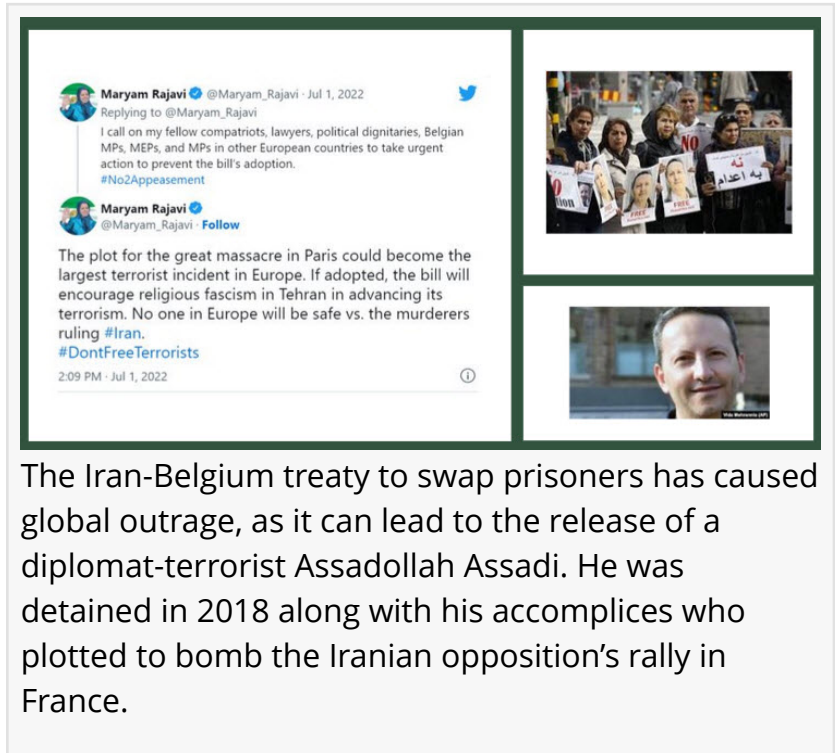 Maryam Rajavi @Maryam_Rajavi · Jul 1, 2022
Replying to @Maryam_Rajavi
I call on my fellow compatriots, lawyers, political dignitaries, Belgian
MPs, MEPs, and MPs in other European countries to take urgent
action to prevent the bill's adoption.
#No2Appeasement
Maryam Rajavi
@Maryam_Rajavi · Follow
The plot for the great massacre in Paris could become the
largest terrorist incident in Europe. If adopted, the bill will
encourage religious fascism in Tehran in advancing its
terrorism. No one in Europe will be safe vs. the murderers
ruling #Iran.
#DontFreeTerrorists
2:09 PM · Jul 1, 2022
NO
نه
به اعدام
FREE
FREE
FREE
Vida Mehrannia (AP)
The Iran-Belgium treaty to swap prisoners has caused
global outrage, as it can lead to the release of a
diplomat-terrorist Assadollah Assadi. He was
detained in 2018 along with his accomplices who
plotted to bomb the Iranian opposition’s rally in
France.